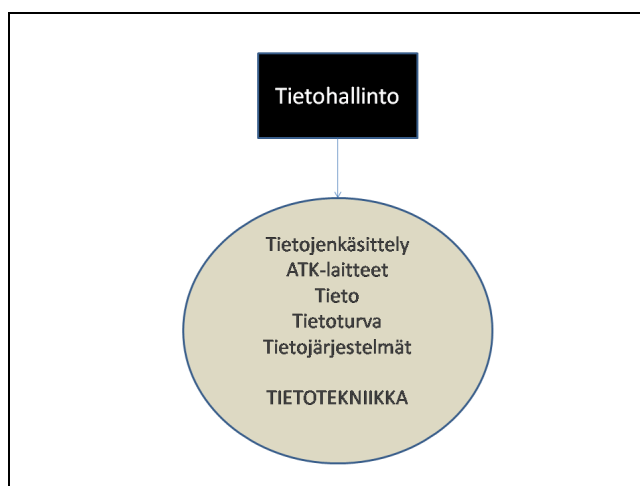 Tietohallinto
Tietojenkäsittely
ATK-laitteet
Tieto
Tietoturva
Tietojärjestelmät
TIETOTEKNIIKKA